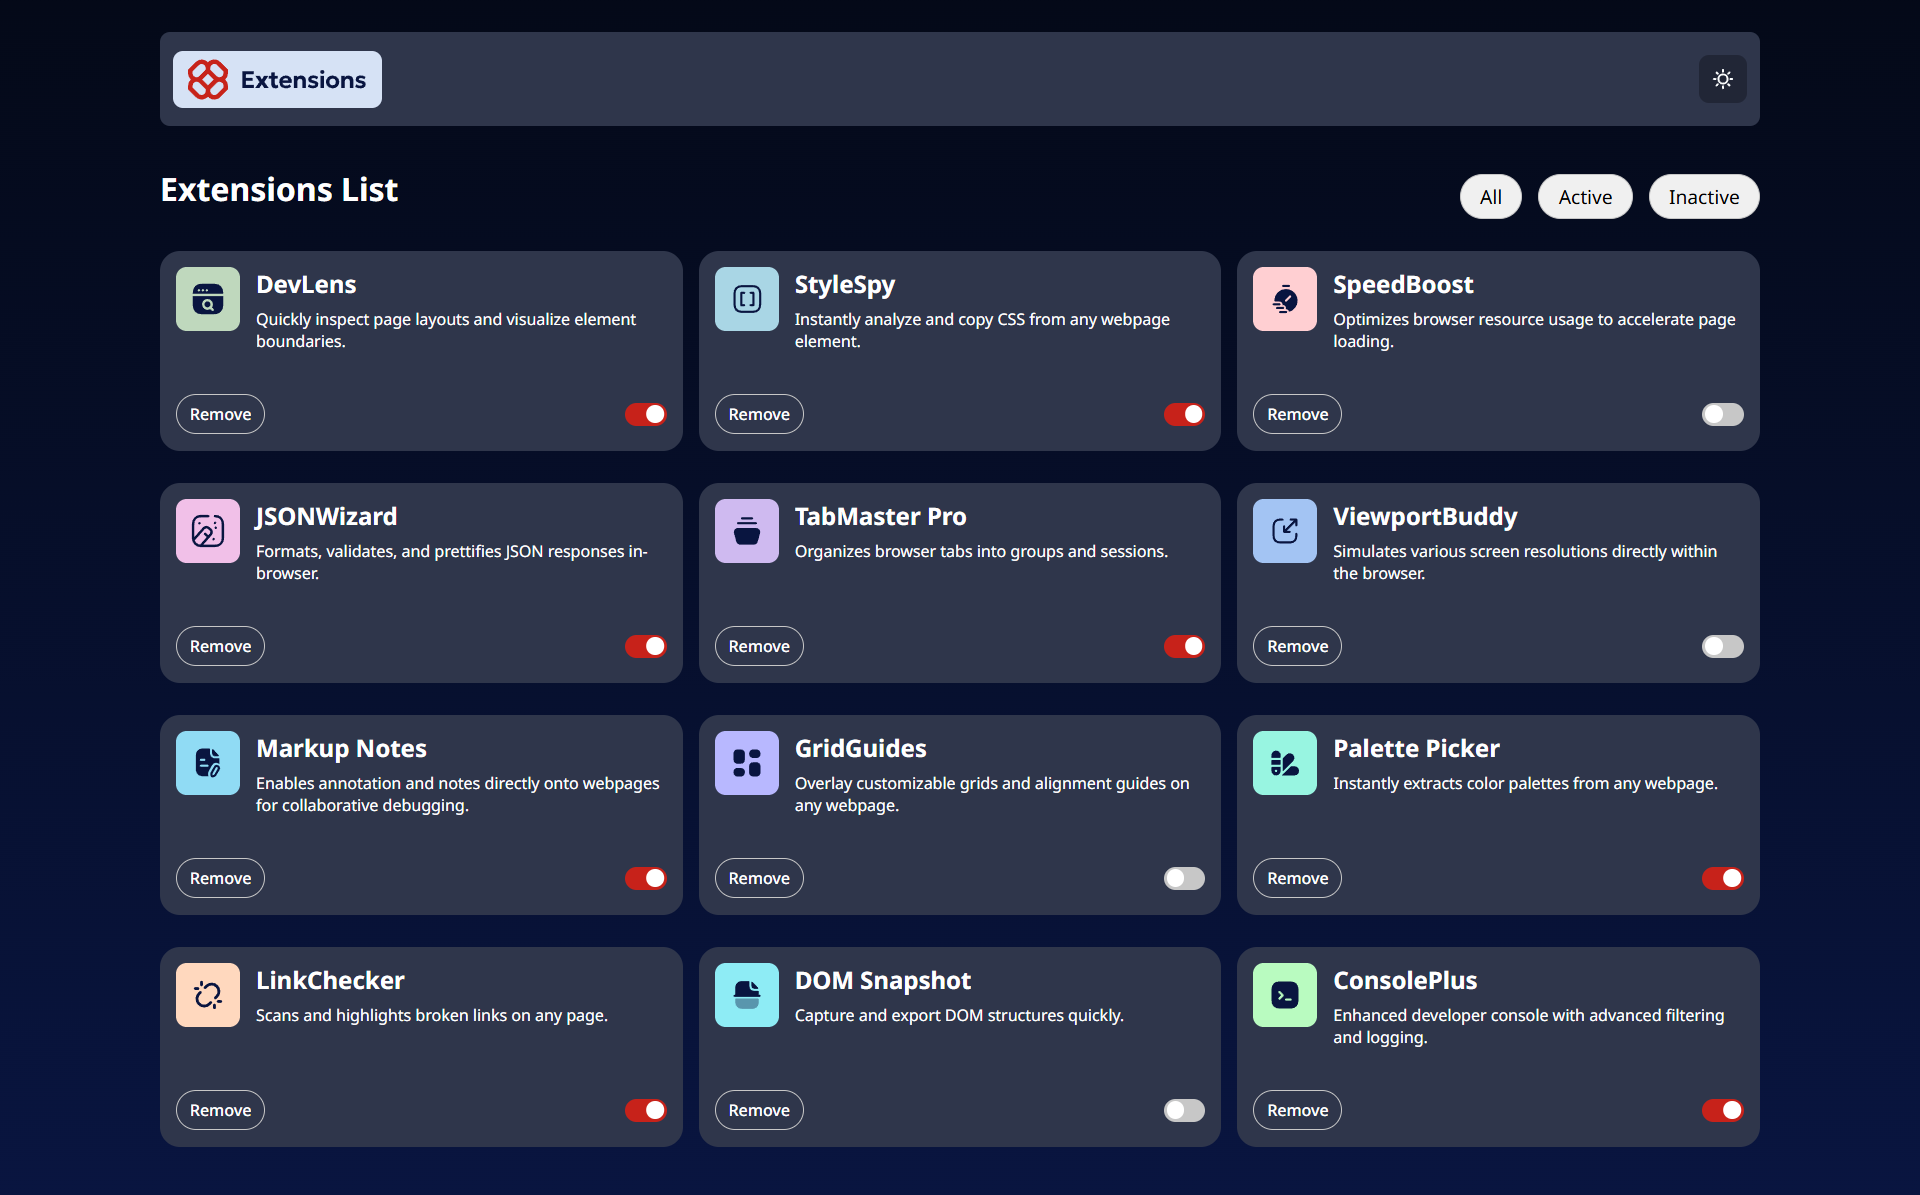 Extensions
Extensions List
All
Active
Inactive
DevLens
Quickly inspect page layouts and visualize element
boundaries.
Remove
StyleSpy
Instantly analyze and copy CSS from any webpage
element.
Remove
SpeedBoost
Optimizes browser resource usage to accelerate page
loading.
Remove
JSONWizard
Formats, validates, and prettifies JSON responses in-
browser.
Remove
TabMaster Pro
Organizes browser tabs into groups and sessions.
Remove
ViewportBuddy
Simulates various screen resolutions directly within
the browser.
Remove
Markup Notes
Enables annotation and notes directly onto webpages
for collaborative debugging.
Remove
GridGuides
Overlay customizable grids and alignment guides on
any webpage.
Remove
Palette Picker
Instantly extracts color palettes from any webpage.
Remove
LinkChecker
Scans and highlights broken links on any page.
Remove
DOM Snapshot
Capture and export DOM structures quickly.
Remove
ConsolePlus
Enhanced developer console with advanced filtering
and logging.
Remove